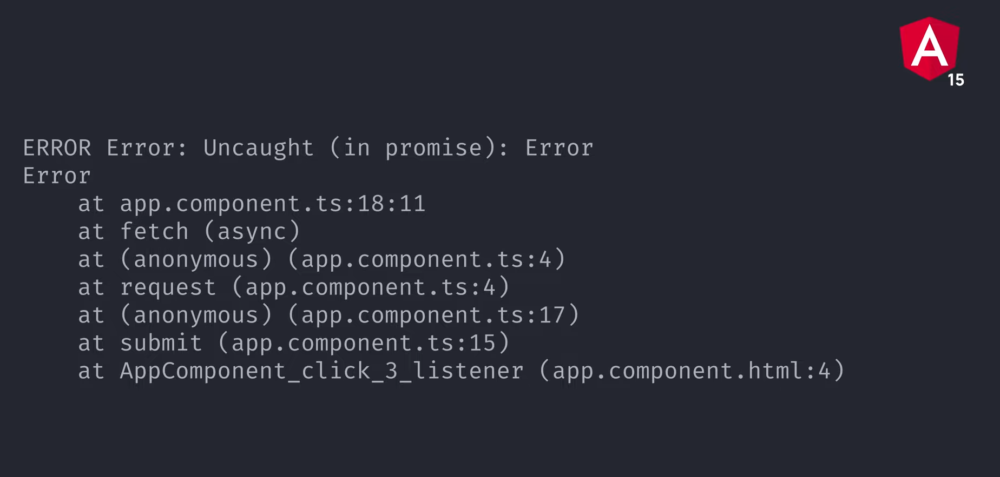 A
15
ERROR Error: Uncaught (in promise): Error
Error
    at app.component.ts:18:11
    at fetch (async)
    at (anonymous) (app.component.ts:4)
    at request (app.component.ts:4)
    at (anonymous) (app.component.ts:17)
    at submit (app.component.ts:15)
    at AppComponent_click_3_listener (app.component.html:4)